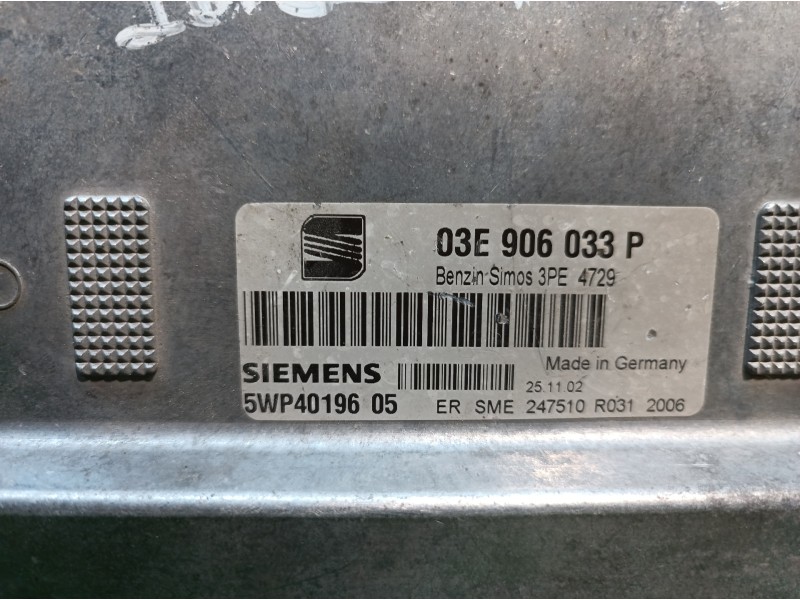 03E 906 033 P
Benzin Simos 3PE 4729
Made in Germany
SIEMENS
25.11.02
5WP40196 05 ER SME 247510 R031 2006